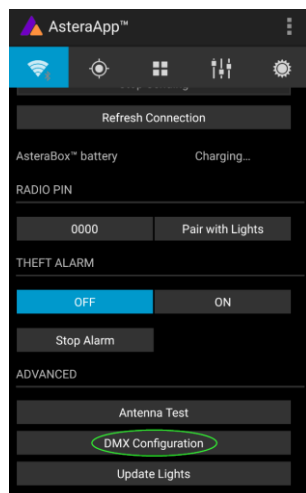 AsteraApp™
Refresh Connection
AsteraBox™ battery Charging...
RADIO PIN
0000 Pair with Lights
THEFT ALARM
OFF ON
Stop Alarm
ADVANCED
Antenna Test
DMX Configuration
Update Lights